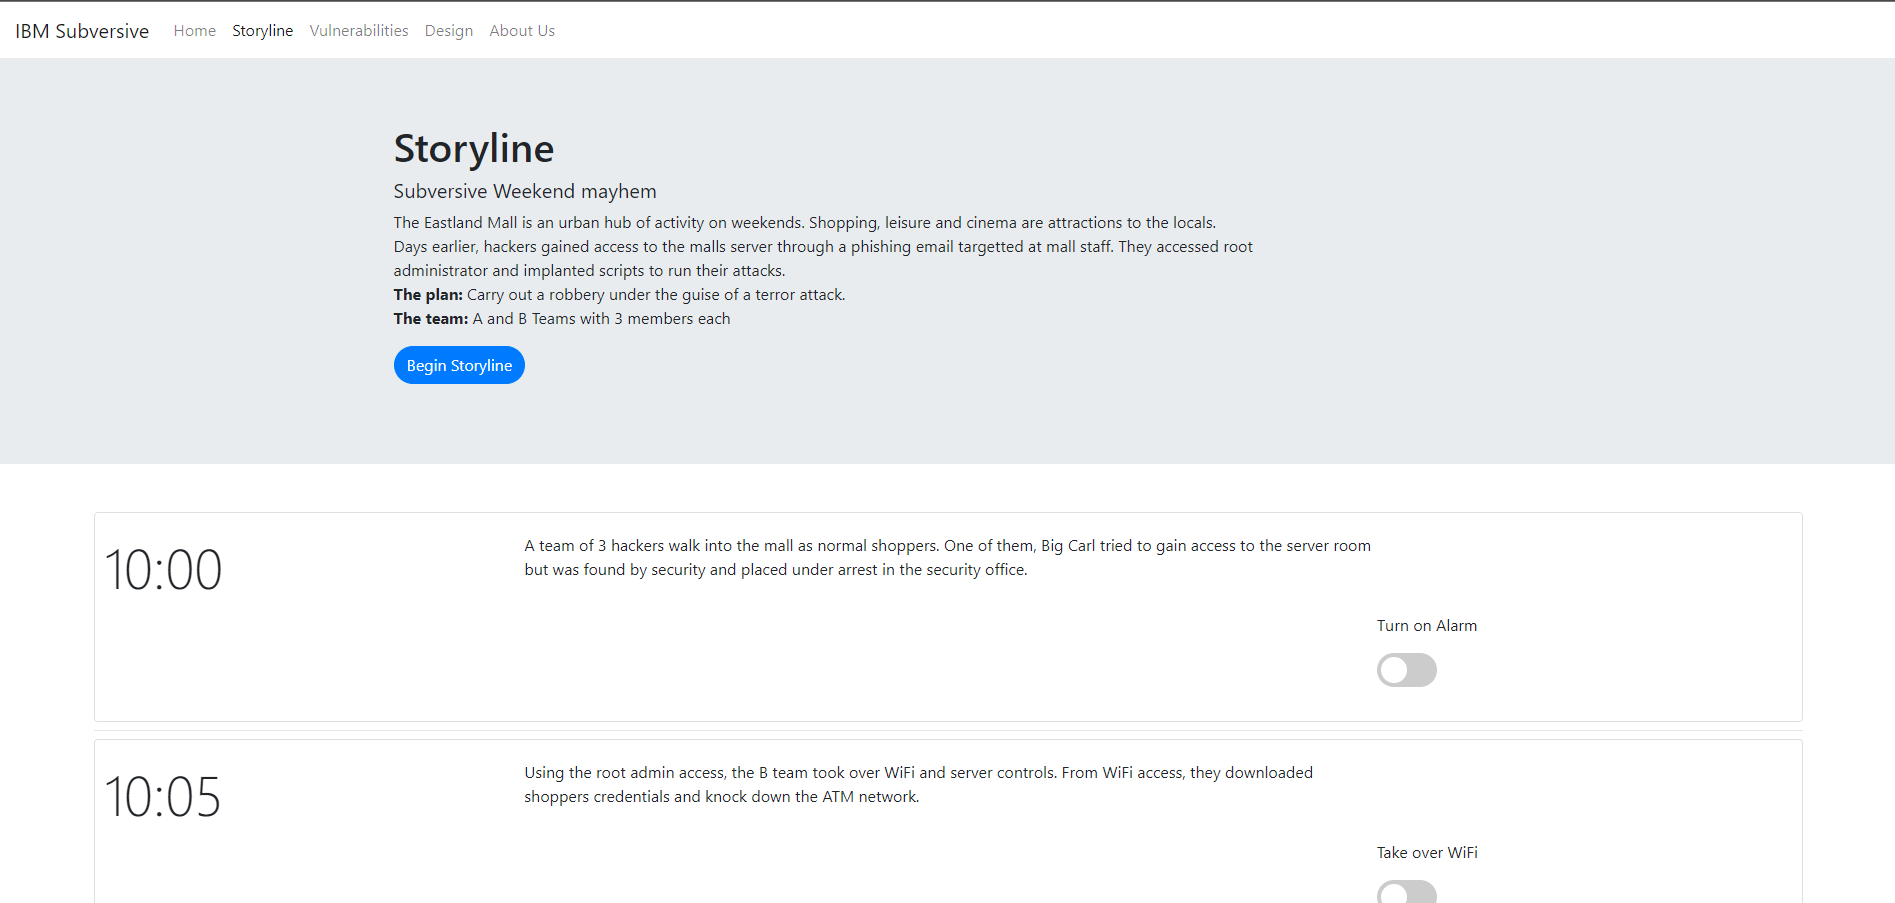 IBM Subversive Home Storyline Vulnerabilities Design About Us
Storyline
Subversive Weekend mayhem
The Eastland Mall is an urban hub of activity on weekends. Shopping, leisure and cinema are attractions to the locals.
Days earlier, hackers gained access to the malls server through a phishing email targetted at mall staff. They accessed root
administrator and implanted scripts to run their attacks.
The plan: Carry out a robbery under the guise of a terror attack.
The team: A and B Teams with 3 members each
Begin Storyline
10:00
A team of 3 hackers walk into the mall as normal shoppers. One of them, Big Carl tried to gain access to the server room
but was found by security and placed under arrest in the security office.
Turn on Alarm
10:05
Using the root admin access, the B team took over WiFi and server controls. From WiFi access, they downloaded
shoppers credentials and knock down the ATM network.
Take over WiFi